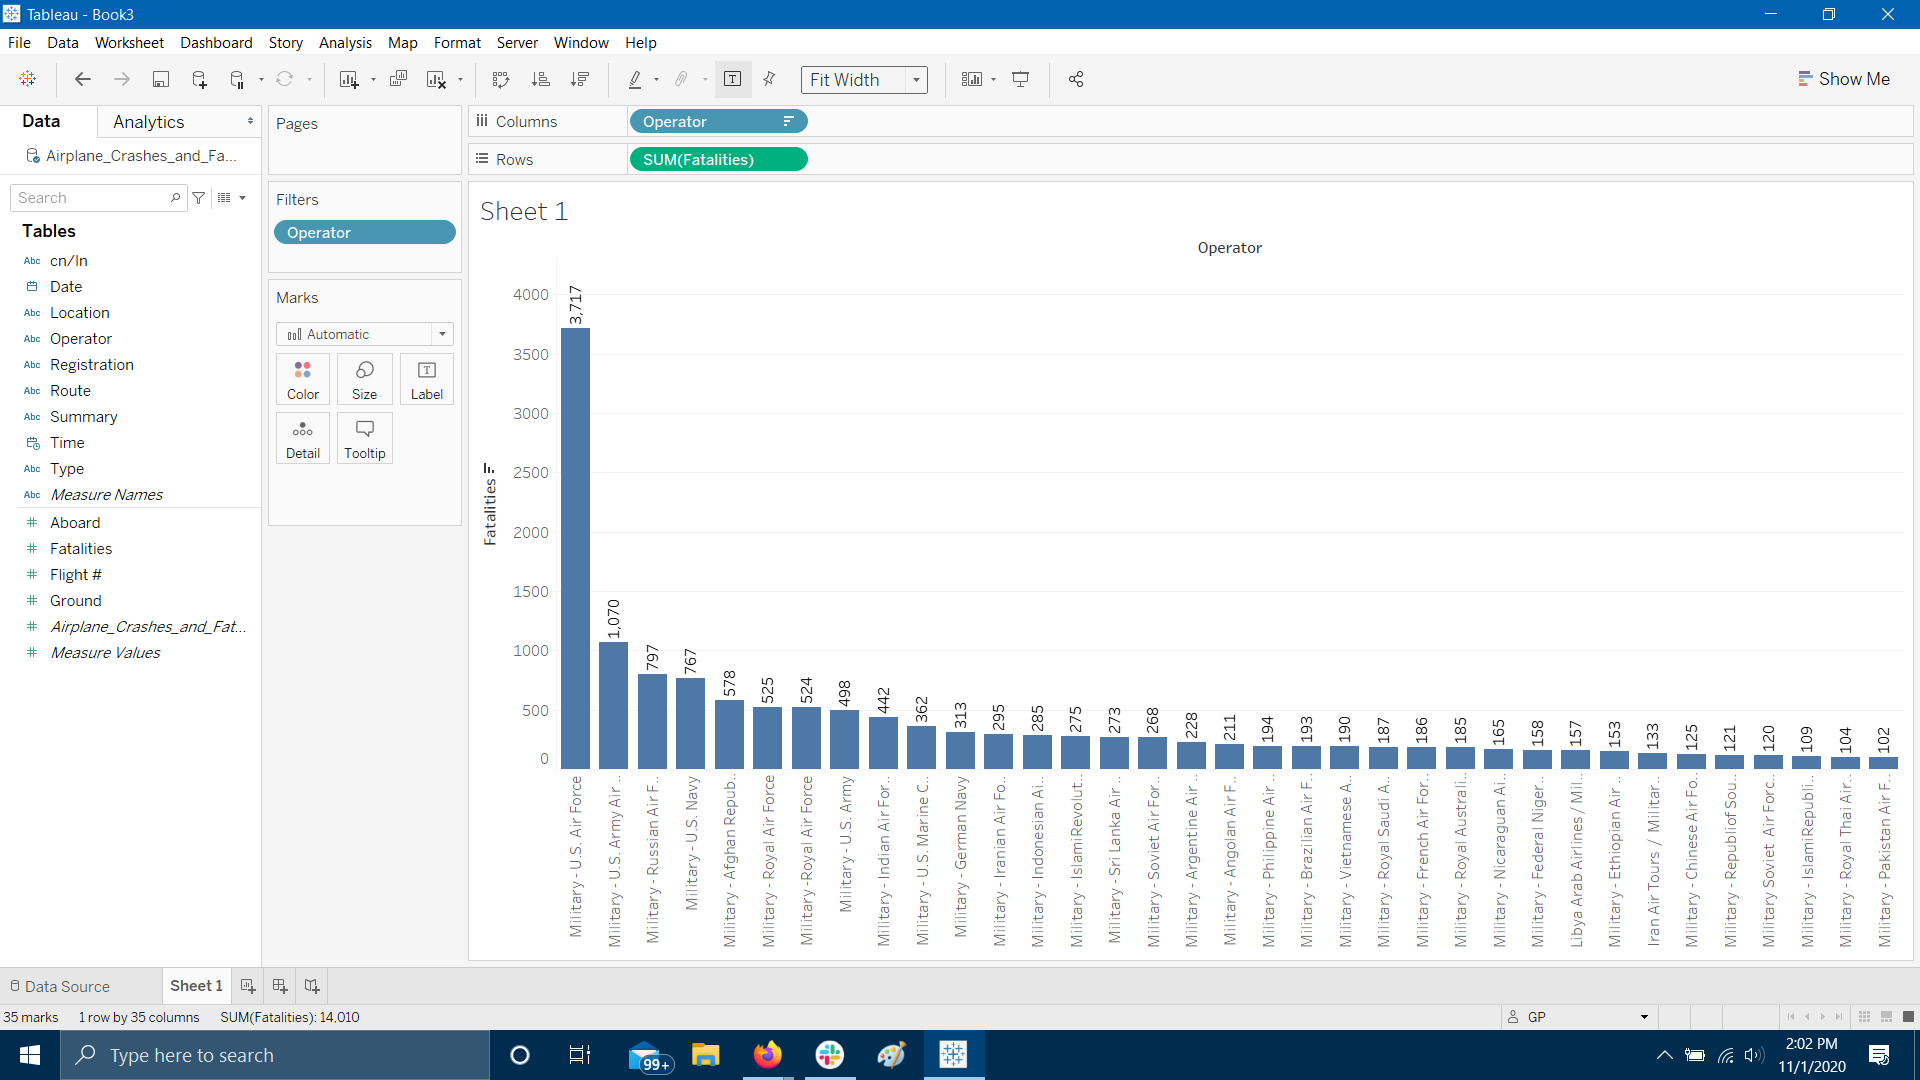 Tableau - Book3
File Data Worksheet Dashboard Story Analysis Map Format Server Window Help
Fit Width
Show Me
Data Analytics
Airplane_Crashes_and_Fa...
Search
Tables
Abc cn/In
Date
Abc Location
Abc Operator
Abc Registration
Abc Route
Abc Summary
Time
Abc Type
Abc Measure Names
# Aboard
# Fatalities
# Flight #
# Ground
# Airplane_Crashes_and_Fat...
# Measure Values
Pages
Filters
Operator
Marks
Automatic
Color Size T Label
Detail Tooltip
Columns Operator
Rows SUM(Fatalities)
Sheet 1
Operator
Fatalities
4000
3500
3000
2500
2000
1500
1000
500
0
3,717
1,070
797
767
578
525
524
498
442
362
313
295
285
275
273
268
228
211
194
193
190
187
186
185
165
158
157
153
133
125
121
120
109
104
102
Military - U.S. Air Force
Military - U.S. Army Air ..
Military - Russian Air F..
Military - U.S. Navy
Military - Afghan Repub..
Military - Royal Air Force
Military -Royal Air Force
Military - U.S. Army
Military - Indian Air For..
Military - U.S. Marine C..
Military - German Navy
Military - Iranian Air Fo..
Military - Indonesian Ai..
Military - IslamiRevolut..
Military - Sri Lanka Air ..
Military - Soviet Air For..
Military - Argentine Air ..
Military - Angolan Air F..
Military - Philippine Air ..
Military - Brazilian Air F..
Military - Vietnamese A..
Military - Royal Saudi A..
Military - French Air For..
Military - Royal Australi..
Military - Nicaraguan Ai..
Military - Federal Niger ..
Libya Arab Airlines / Mil..
Military - Ethiopian Air ..
Iran Air Tours / Militar..
Military - Chinese Air Fo..
Military - Republiof Sou..
Military Soviet Air Forc..
Military - IslamiRepubli..
Military - Royal Thai Air..
Military - Pakistan Air F..
Data Source Sheet 1
35 marks 1 row by 35 columns SUM(Fatalities): 14,010 GP
Type here to search 99+ 2:02 PM
11/1/2020